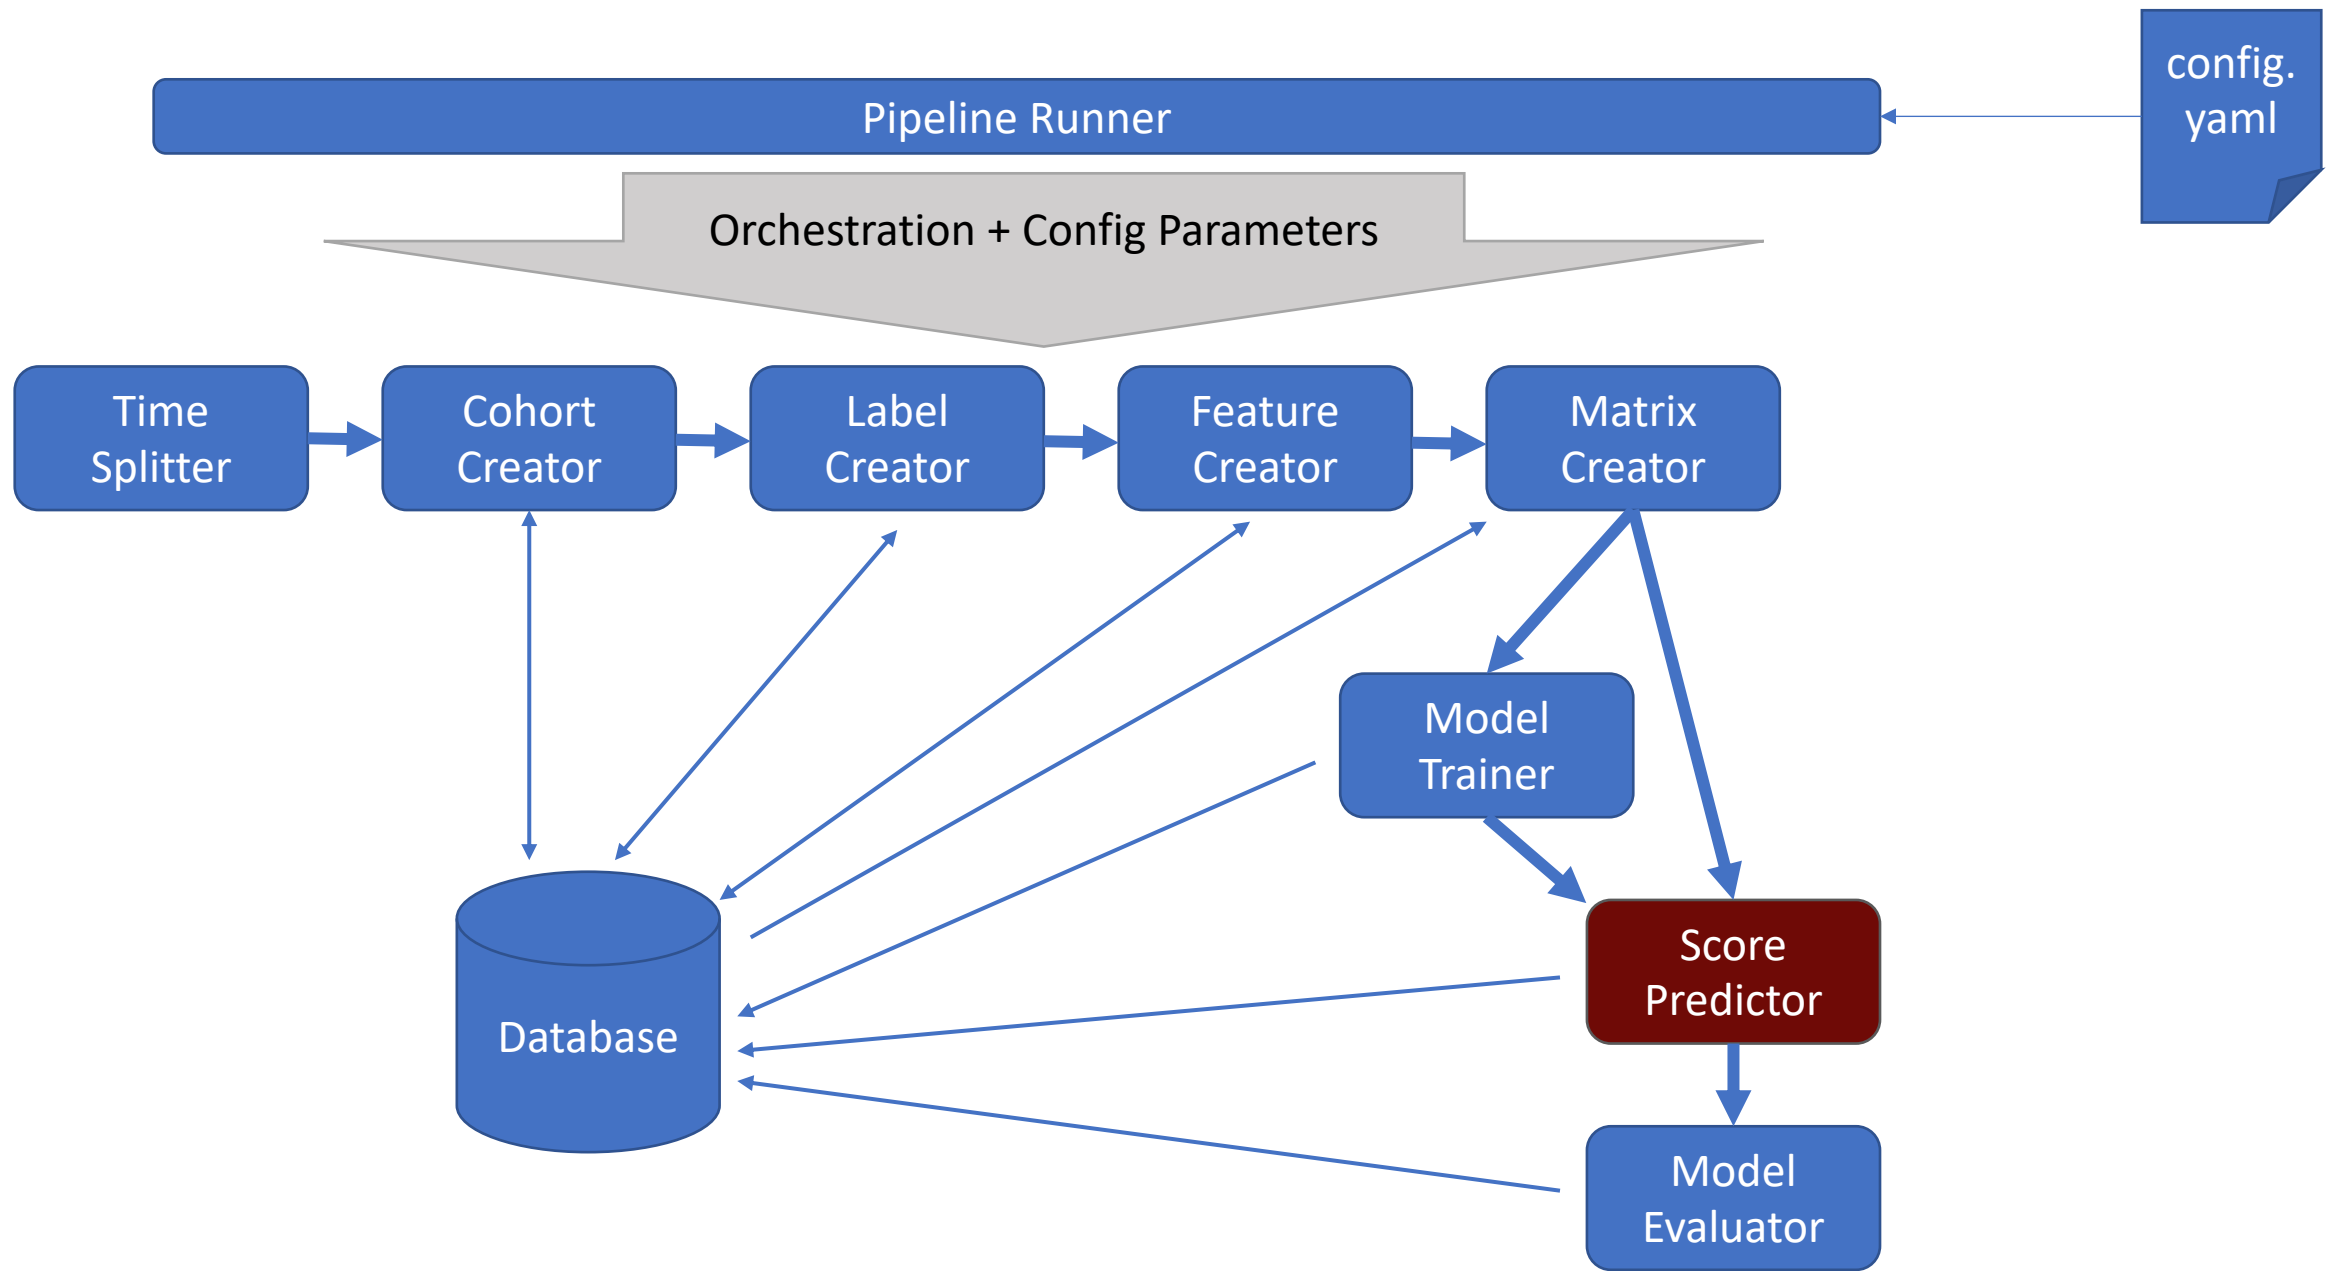 config.
yaml
Pipeline Runner
Orchestration + Config Parameters
Time
Splitter
Cohort
Creator
Label
Creator
Feature
Creator
Matrix
Creator
Model
Trainer
Score
Predictor
Database
Model
Evaluator